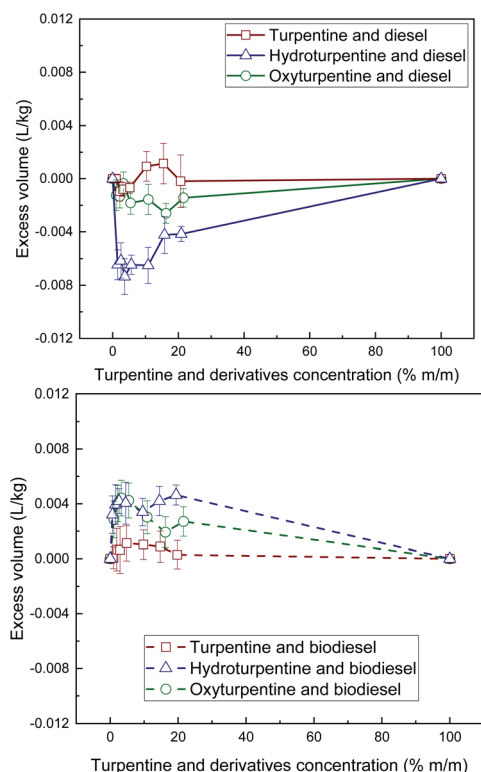 0.012
0.008
0.004
0.000
-0.004
-0.008
-0.012
Excess volume (L/kg)
Turpentine and diesel
Hydroturpentine and diesel
Oxyturpentine and diesel
0 20 40 60 80 100
Turpentine and derivatives concentration (% m/m)
0.012
0.008
0.004
0.000
-0.004
-0.008
-0.012
Excess volume (L/kg)
Turpentine and biodiesel
Hydroturpentine and biodiesel
Oxyturpentine and biodiesel
0 20 40 60 80 100
Turpentine and derivatives concentration (% m/m)